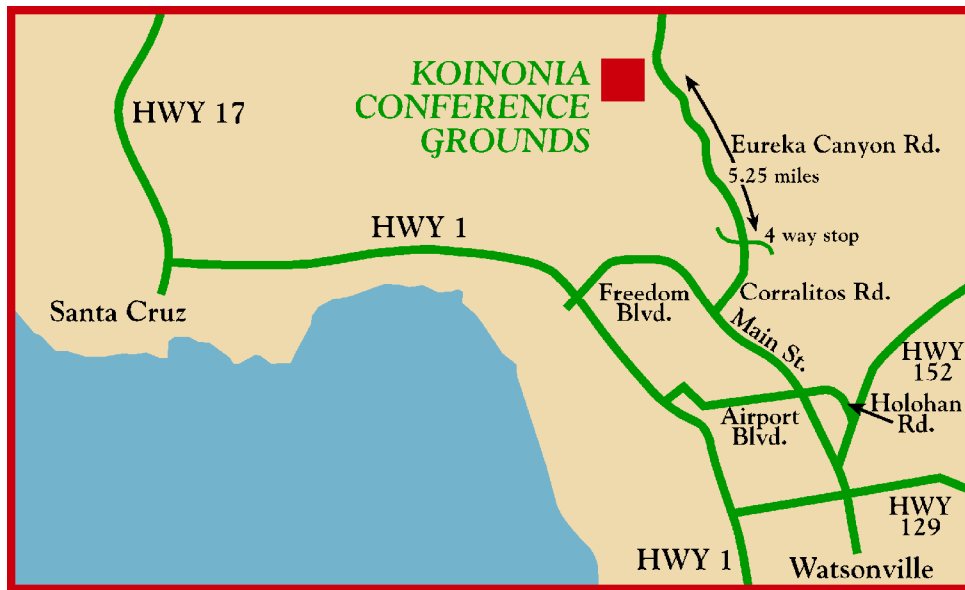 KOINONIA
CONFERENCE
GROUNDS
HWY 17
Eureka Canyon Rd.
5.25 miles
HWY 1
4 way stop
Santa Cruz
Freedom
Blvd.
Corralitos Rd.
Main St.
HWY
152
Airport
Blvd.
Holohan
Rd.
HWY
129
HWY 1
Watsonville